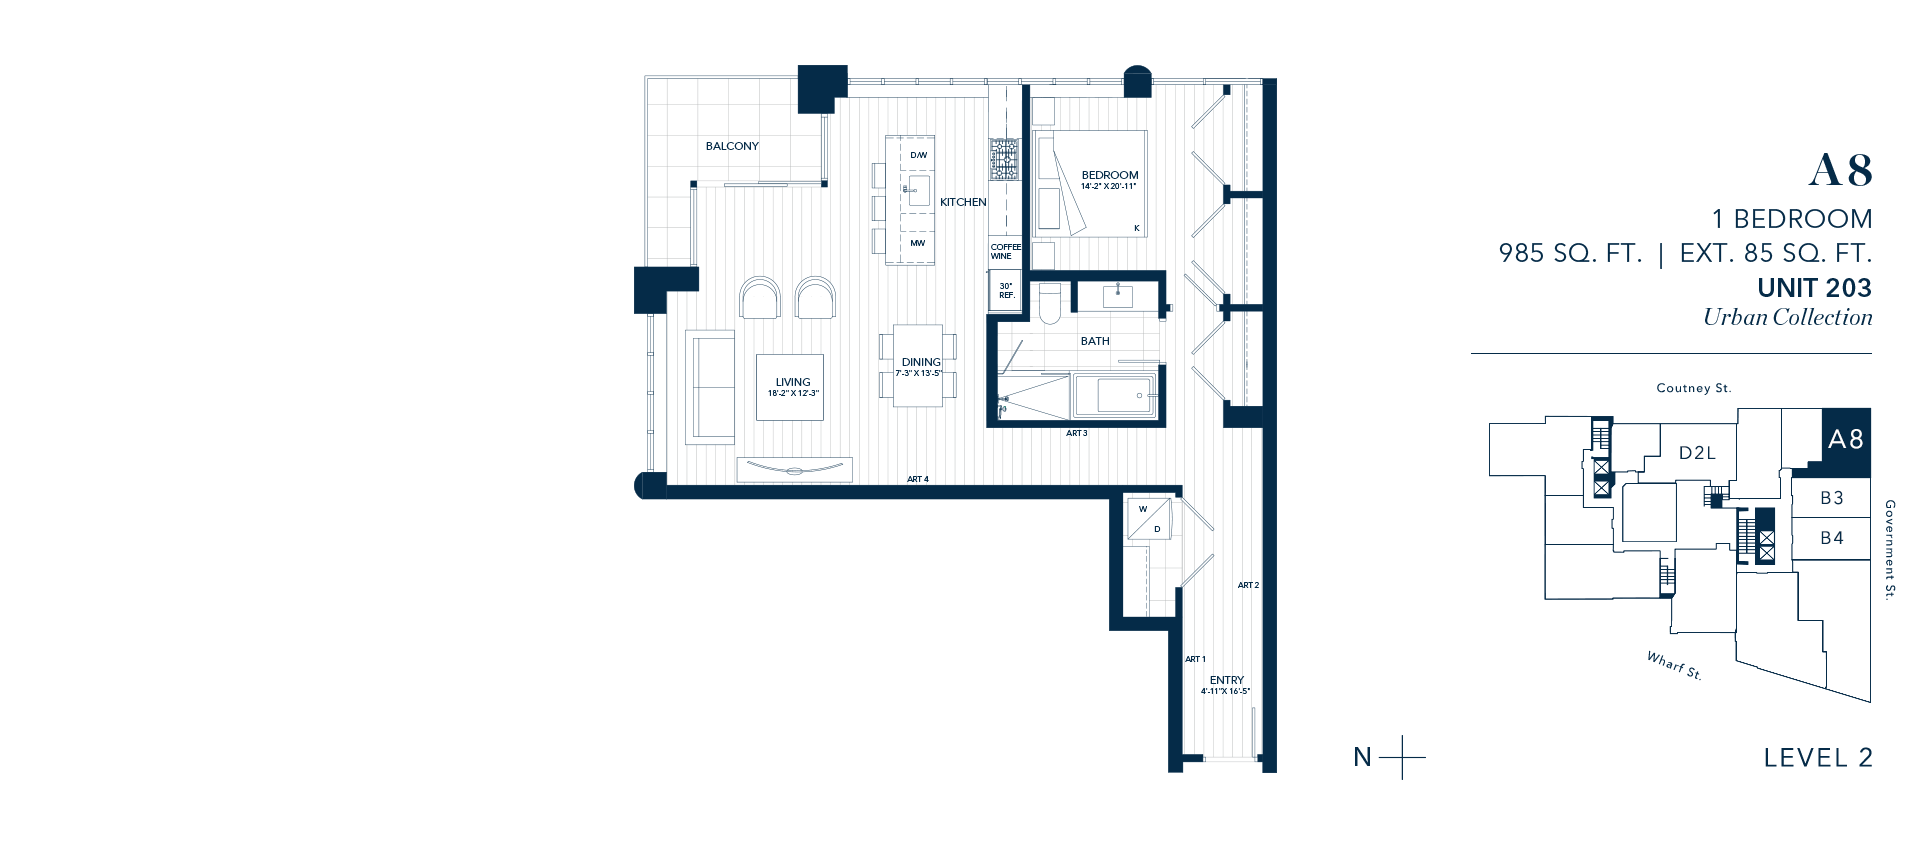 BALCONY
D/W
KITCHEN
MW
COFFEE
WINE
30"
REF.
BEDROOM
14'-2" X 20'-11"
K
BATH
DINING
7'-3" X 13'-5"
LIVING
18'-2" X 12'-3"
ART 3
ART 4
W
D
ART 2
ART 1
ENTRY
4'-11"X 16'-5"
N
A8
1 BEDROOM
985 SQ. FT. | EXT. 85 SQ. FT.
UNIT 203
Urban Collection
Coutney St.
A8
D2L
B3
B4
Government St.
Wharf St.
LEVEL 2